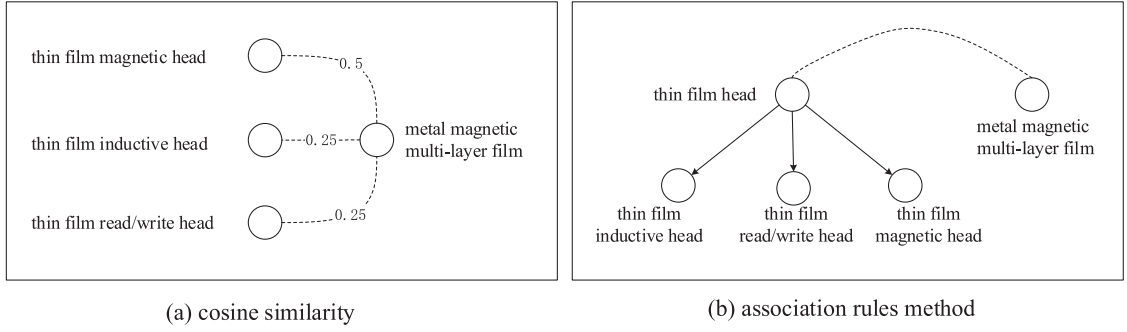 thin film magnetic head
0.5
thin film inductive head
0.25
metal magnetic
multi-layer film
thin film read/write head
0.25
(a) cosine similarity
thin film head
metal magnetic
multi-layer film
thin film
inductive head
thin film
read/write head
thin film
magnetic head
(b) association rules method